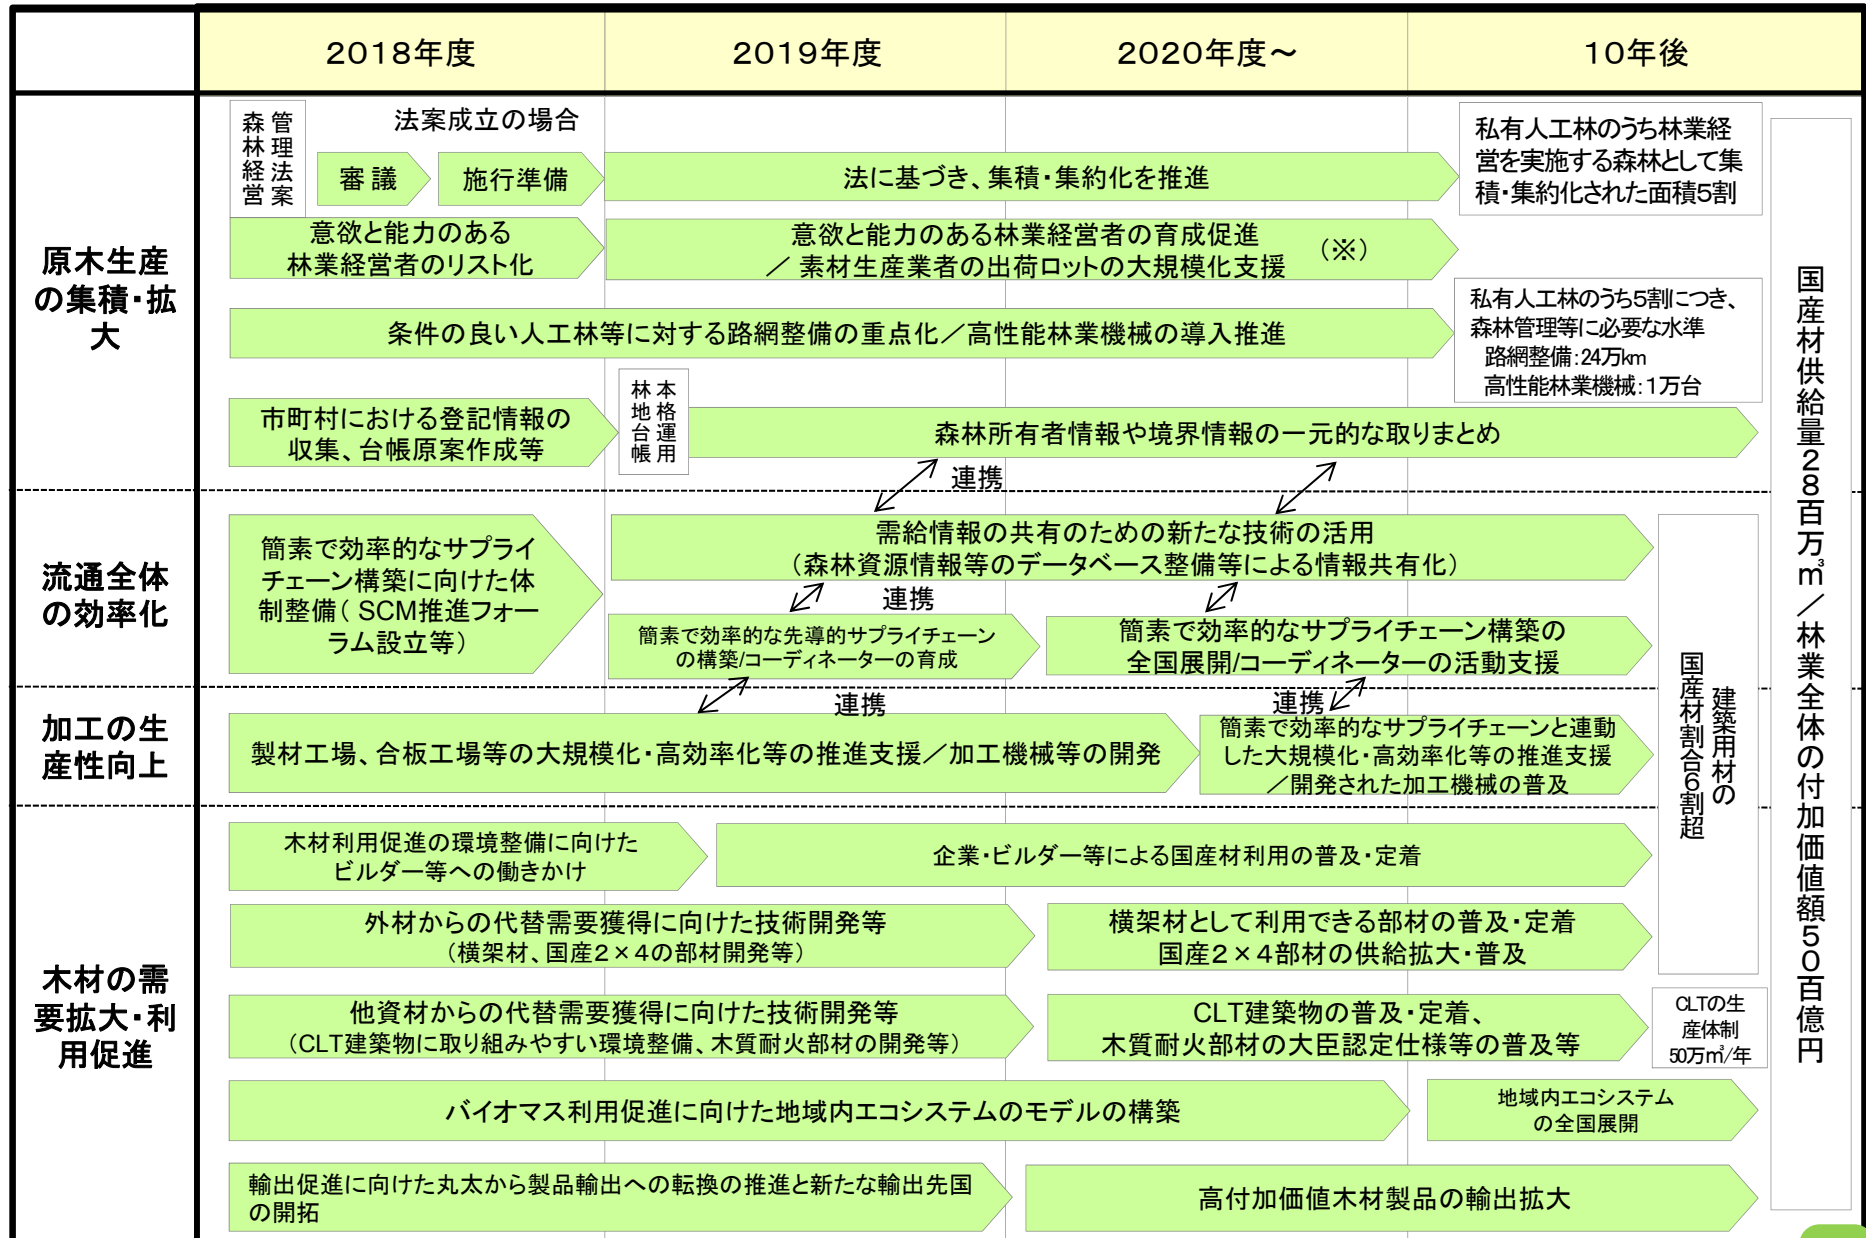 2018年度
2019年度
2020年度～
10年後
原木生産
の集積・拡
大
森林経営
管理法案
法案成立の場合
審議
施行準備
法に基づき、集積・集約化を推進
私有人工林のうち林業経
営を実施する森林として集
積・集約化された面積5割
意欲と能力のある
林業経営者のリスト化
意欲と能力のある林業経営者の育成促進
／素材生産業者の出荷ロットの大規模化支援
（※）
条件の良い人工林等に対する路網整備の重点化／高性能林業機械の導入推進
私有人工林のうち5割につき、
森林管理等に必要な水準
路網整備：24万km
高性能林業機械：1万台
市町村における登記情報の
収集、台帳原案作成等
林地台帳
本格運用
森林所有者情報や境界情報の一元的な取りまとめ
連携
流通全体
の効率化
簡素で効率的なサプライ
チェーン構築に向けた体
制整備（ SCM推進フォー
ラム設立等）
需給情報の共有のための新たな技術の活用
（森林資源情報等のデータベース整備等による情報共有化）
連携
簡素で効率的な先導的サプライチェーン
の構築/コーディネーターの育成
簡素で効率的なサプライチェーン構築の
全国展開/コーディネーターの活動支援
連携
連携
加工の生
産性向上
製材工場、合板工場等の大規模化・高効率化等の推進支援／加工機械等の開発
簡素で効率的なサプライチェーンと連動
した大規模化・高効率化等の推進支援
／開発された加工機械の普及
建築用材の
国産材割合6割超
木材の需
要拡大・利
用促進
木材利用促進の環境整備に向けた
ビルダー等への働きかけ
企業・ビルダー等による国産材利用の普及・定着
外材からの代替需要獲得に向けた技術開発等
（横架材、国産2×4の部材開発等）
横架材として利用できる部材の普及・定着
国産2×4部材の供給拡大・普及
他資材からの代替需要獲得に向けた技術開発等
（CLT建築物に取り組みやすい環境整備、木質耐火部材の開発等）
CLT建築物の普及・定着、
木質耐火部材の大臣認定仕様等の普及等
CLTの生
産体制
50万㎥/年
バイオマス利用促進に向けた地域内エコシステムのモデルの構築
地域内エコシステム
の全国展開
輸出促進に向けた丸太から製品輸出への転換の推進と新たな輸出先国
の開拓
高付加価値木材製品の輸出拡大
国産材供給量28百万㎥／林業全体の付加価値額50百億円